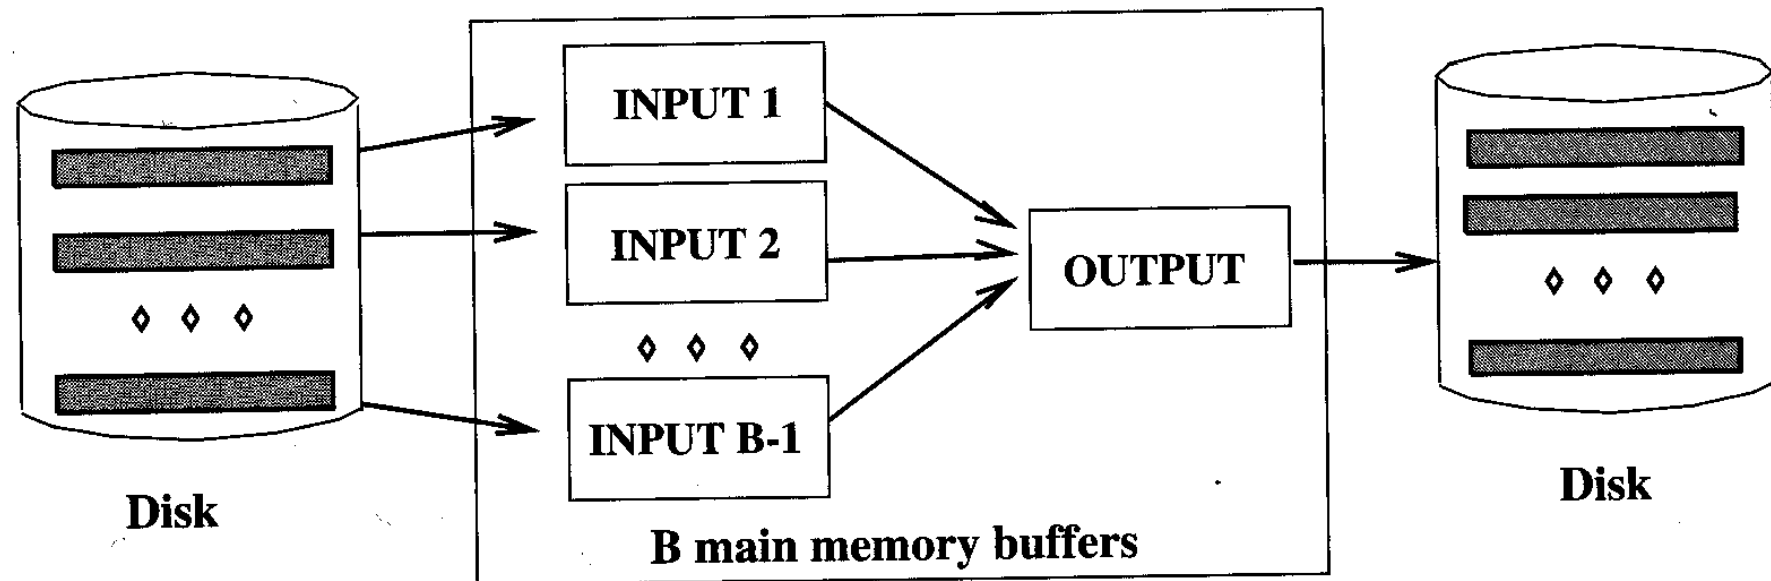 INPUT 1
INPUT 2
OUTPUT
INPUT B-1
Disk
Disk
B main memory buffers